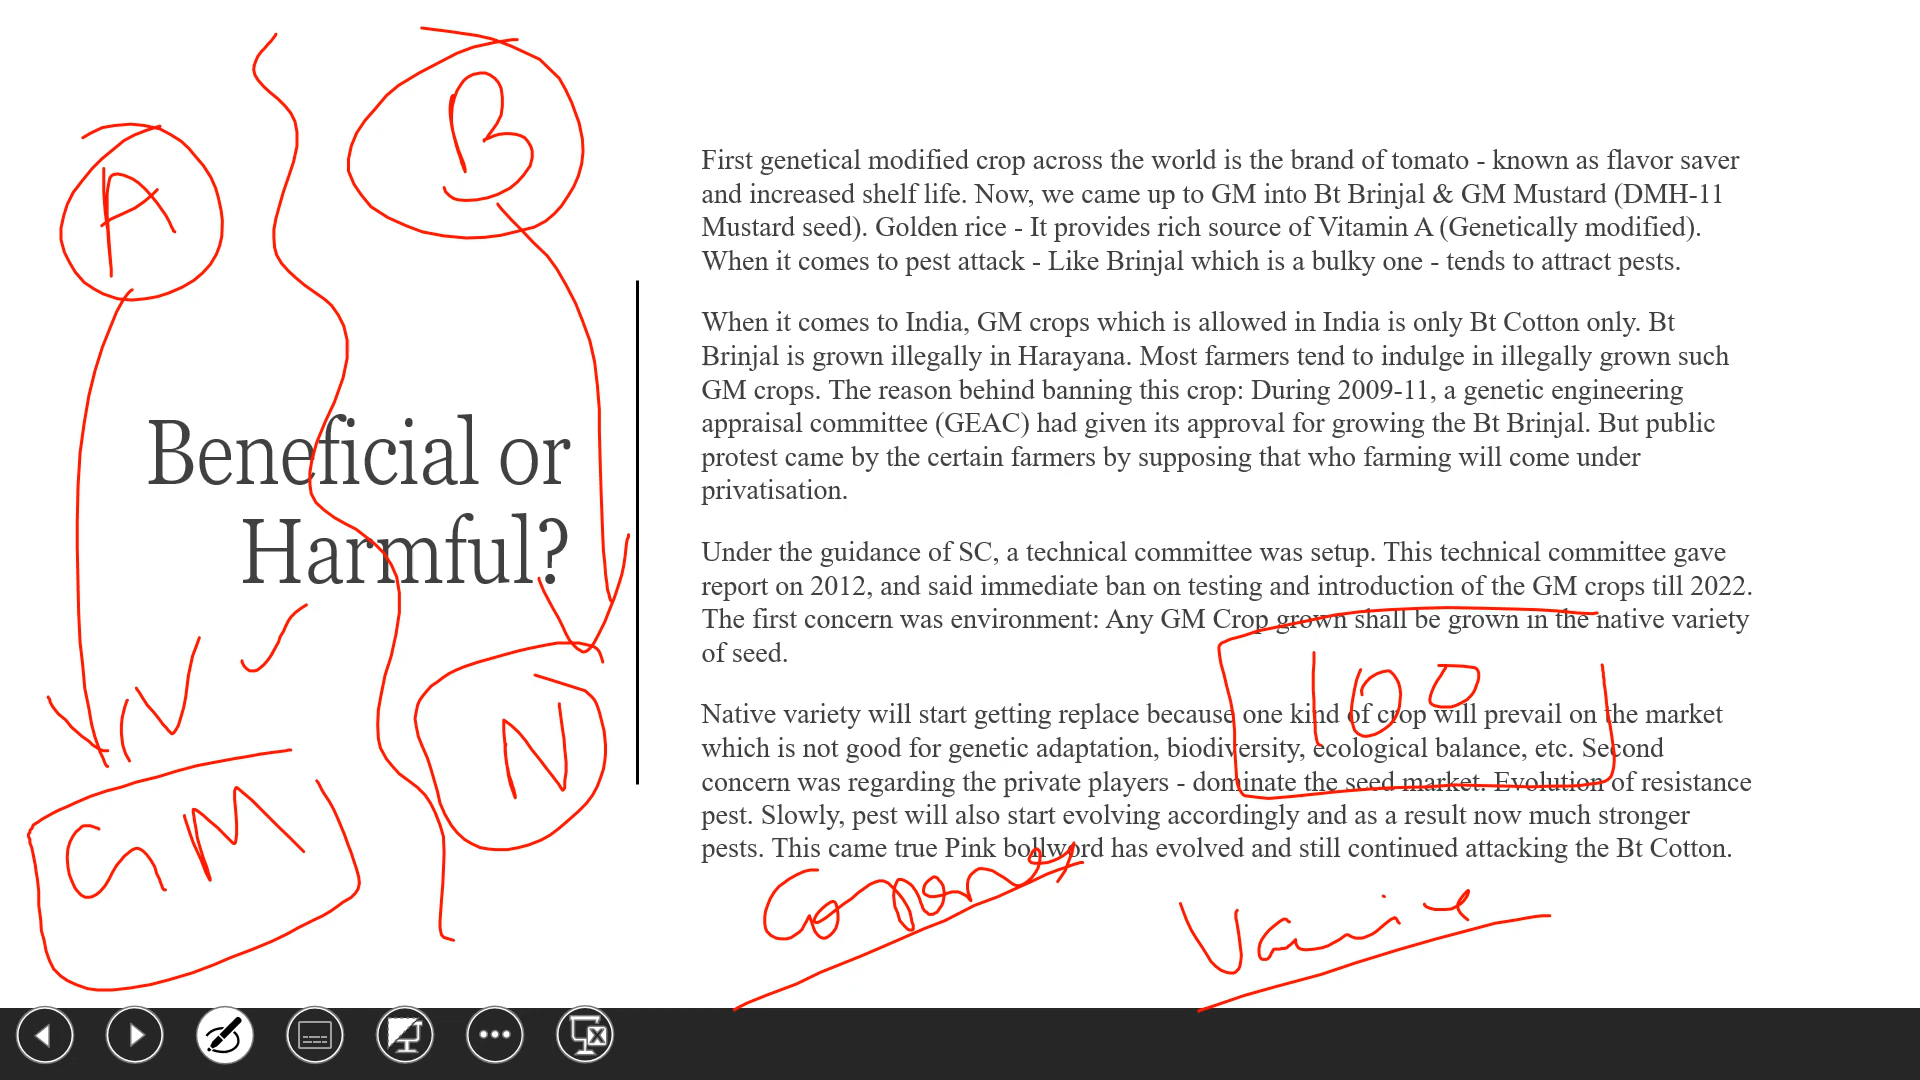 A
B
Beneficial or
Harmful?
GM
N
First genetical modified crop across the world is the brand of tomato - known as flavor saver
and increased shelf life. Now, we came up to GM into Bt Brinjal & GM Mustard (DMH-11
Mustard seed). Golden rice - It provides rich source of Vitamin A (Genetically modified).
When it comes to pest attack - Like Brinjal which is a bulky one - tends to attract pests.
When it comes to India, GM crops which is allowed in India is only Bt Cotton only. Bt
Brinjal is grown illegally in Harayana. Most farmers tend to indulge in illegally grown such
GM crops. The reason behind banning this crop: During 2009-11, a genetic engineering
appraisal committee (GEAC) had given its approval for growing the Bt Brinjal. But public
protest came by the certain farmers by supposing that who farming will come under
privatisation.
Under the guidance of SC, a technical committee was setup. This technical committee gave
report on 2012, and said immediate ban on testing and introduction of the GM crops till 2022.
The first concern was environment: Any GM Crop grown shall be grown in the native variety
of seed.
100
Native variety will start getting replace because one kind of crop will prevail on the market
which is not good for genetic adaptation, biodiversity, ecological balance, etc. Second
concern was regarding the private players - dominate the seed market. Evolution of resistance
pest. Slowly, pest will also start evolving accordingly and as a result now much stronger
pests. This came true Pink bollword has evolved and still continued attacking the Bt Cotton.